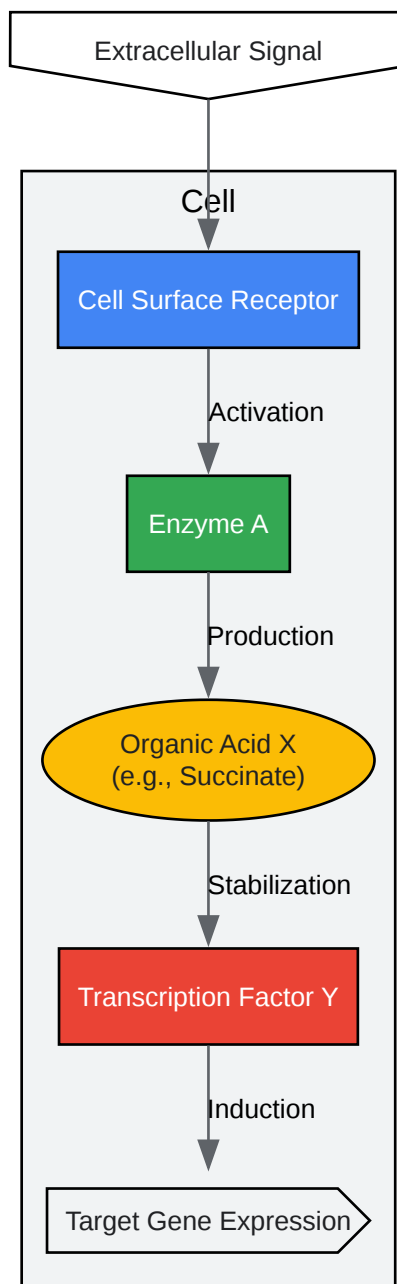 Extracellular Signal
Cell
Cell Surface Receptor
Activation
Enzyme A
Production
Organic Acid X
(e.g., Succinate)
Stabilization
Transcription Factor Y
Induction
Target Gene Expression